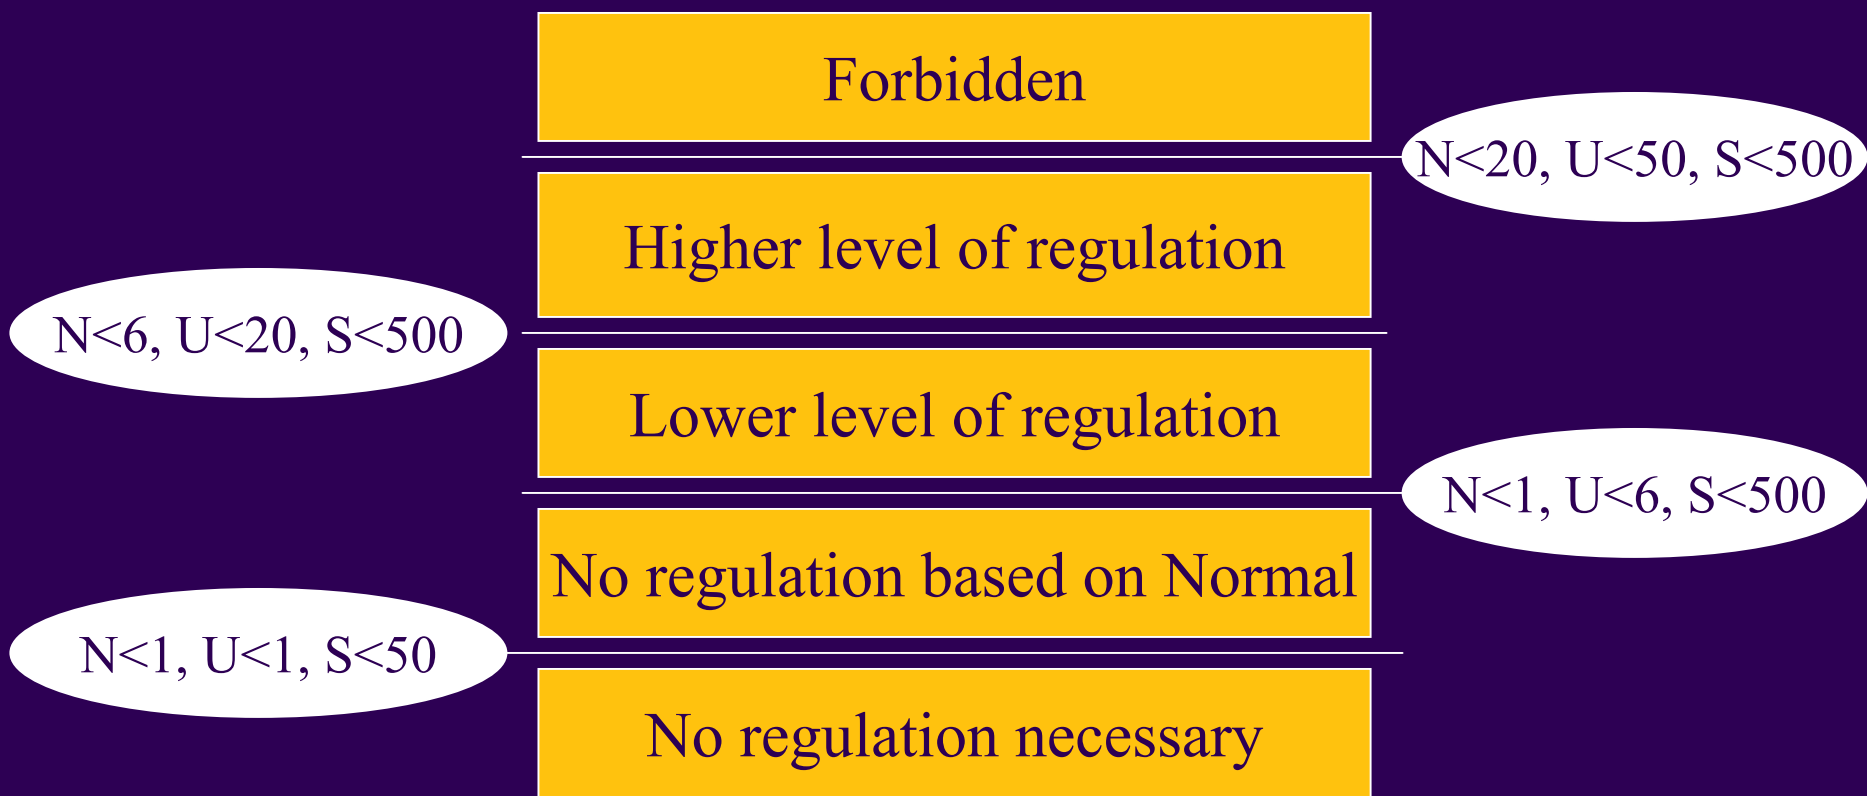 Forbidden
N<20, U<50, S<500
Higher level of regulation
N<6, U<20, S<500
Lower level of regulation
N<1, U<6, S<500
No regulation based on Normal
N<1, U<1, S<50
No regulation necessary